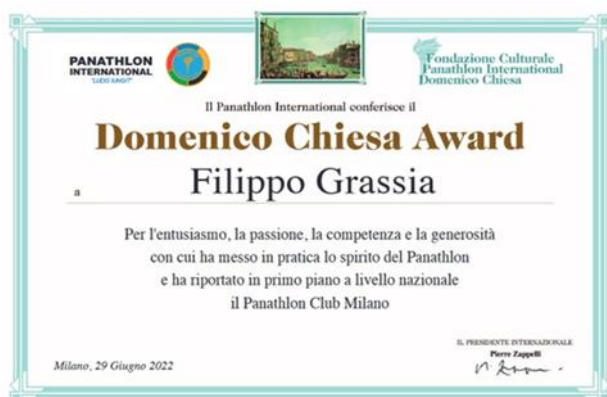 PANATHLON
INTERNATIONAL
"LUDIS IUNGIT"
Fondazione Culturale
Panathlon International
Domenico Chiesa
Il Panathlon International conferisce il
Domenico Chiesa Award
a Filippo Grassia
Per l'entusiasmo, la passione, la competenza e la generosità
con cui ha messo in pratica lo spirito del Panathlon
e ha riportato in primo piano a livello nazionale
il Panathlon Club Milano
IL PRESIDENTE INTERNAZIONALE
Pierre Zappelli
Milano, 29 Giugno 2022